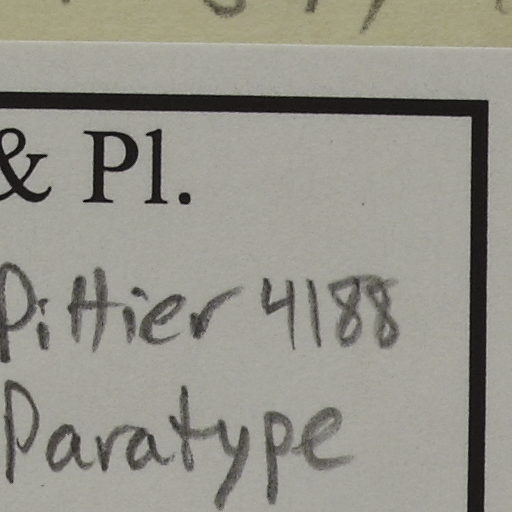 & Pl.
Pittier 4188
Paratype